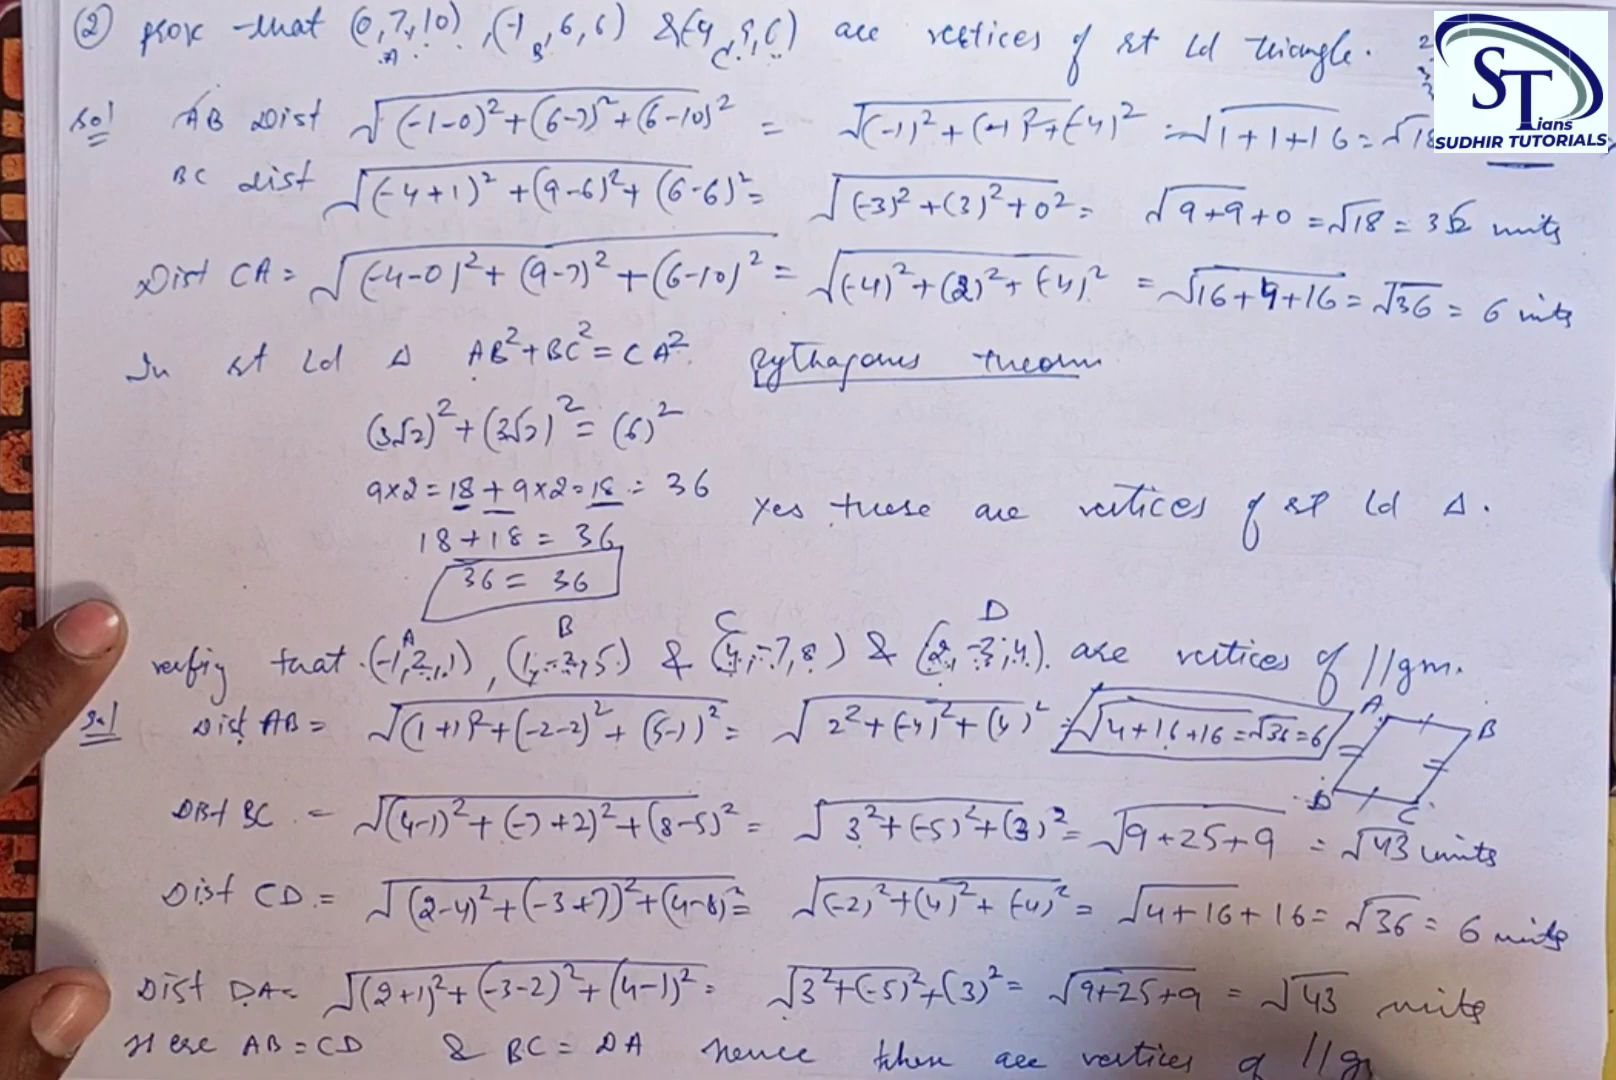 ② prove that (0,7,10), (-1,6,6) & (-4,9,6) are vertices of rt Ld triangle.
A B C
Sol AB Dist √(-1-0)²+(6-7)²+(6-10)² = √(-1)²+(-1)²+(-4)² = √1+1+16 = √18
BC dist √(-4+1)²+(9-6)²+(6-6)² = √(-3)²+(3)²+0² = √9+9+0 = √18 = 3√2 units
Dist CA = √(-4-0)²+(9-7)²+(6-10)² = √(-4)²+(2)²+(-4)² = √16+4+16 = √36 = 6 units
In rt Ld Δ AB²+BC²=CA². Pythagorus theorm
(3√2)²+(3√2)²=(6)²
9x2=18+9x2=18=36
Yes these are vertices of rt Ld Δ.
18+18=36
36=36
A B C D
verfiy that (-1,2,1), (1,-2,5) & (4,-7,8) & (2,-3,4). are vertices of //gm.
Sol Dist AB = √(1+1)²+(-2-2)²+(5-1)² = √2²+(-4)²+(4)² = √4+16+16=√36=6
A B
D C
Dist BC = √(4-1)²+(-7+2)²+(8-5)² = √3²+(-5)²+(3)² = √9+25+9 = √43 units
Dist CD = √(2-4)²+(-3+7)²+(4-8)² = √(-2)²+(4)²+(-4)² = √4+16+16 = √36 = 6 units
Dist DA = √(2+1)²+(-3-2)²+(4-1)² = √3²+(-5)²+(3)² = √9+25+9 = √43 units
Here AB=CD & BC=DA hence these are vertices of //g
ST
ians
SUDHIR TUTORIALS